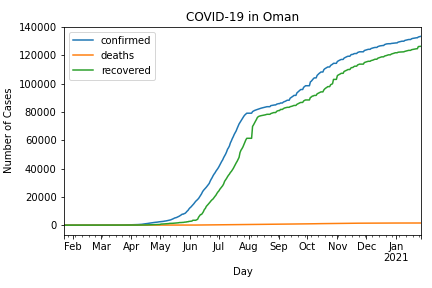 COVID-19 in Oman
confirmed
deaths
recovered
Number of Cases
140000
120000
100000
80000
60000
40000
20000
0
Feb Mar Apr May Jun Jul Aug Sep Oct Nov Dec Jan
2021
Day